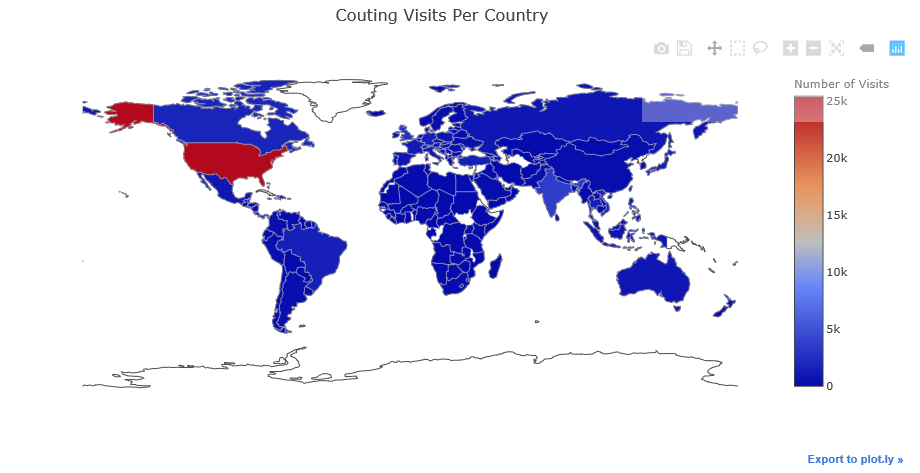 Couting Visits Per Country
Number of Visits
25k
20k
15k
10k
5k
0
Export to plot.ly »